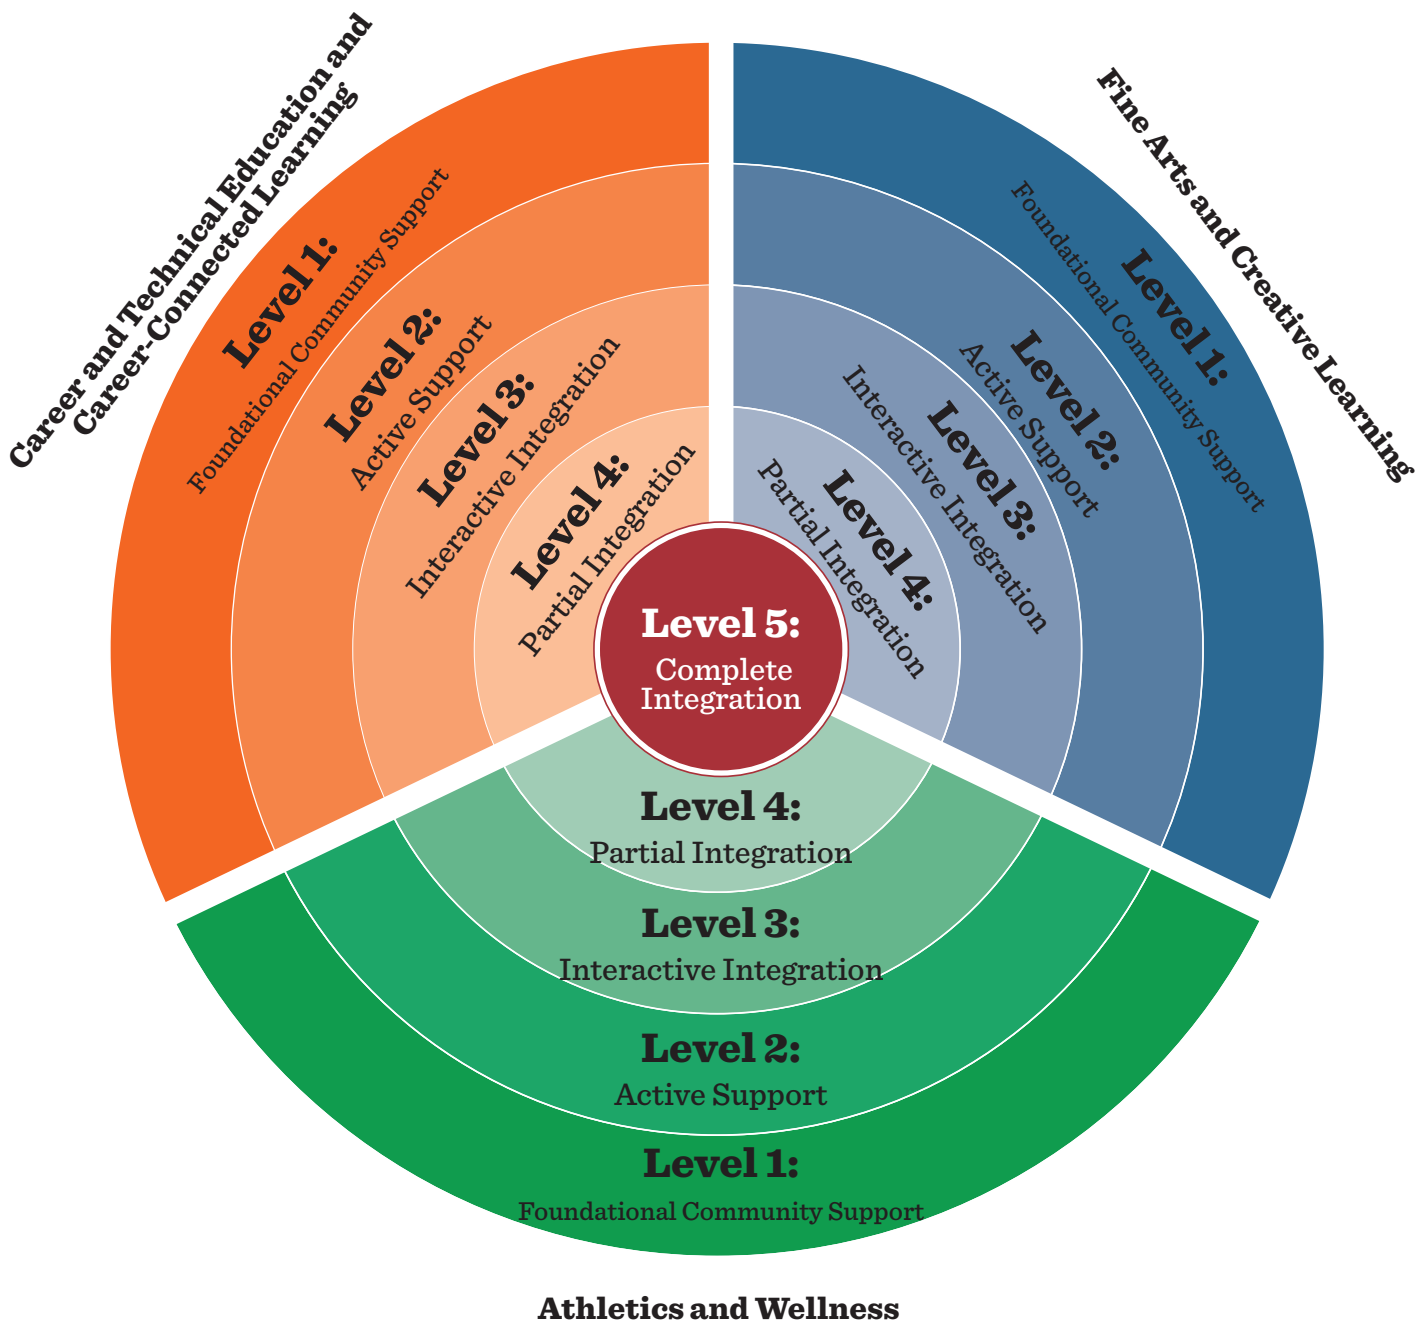 Career and Technical Education and
Career-Connected Learning
Level 1:
Foundational Community Support
Level 2:
Active Support
Level 3:
Interactive Integration
Level 4:
Partial Integration
Fine Arts and Creative Learning
Level 1:
Foundational Community Support
Level 2:
Active Support
Level 3:
Interactive Integration
Level 4:
Partial Integration
Level 5:
Complete
Integration
Level 4:
Partial Integration
Level 3:
Interactive Integration
Level 2:
Active Support
Level 1:
Foundational Community Support
Athletics and Wellness